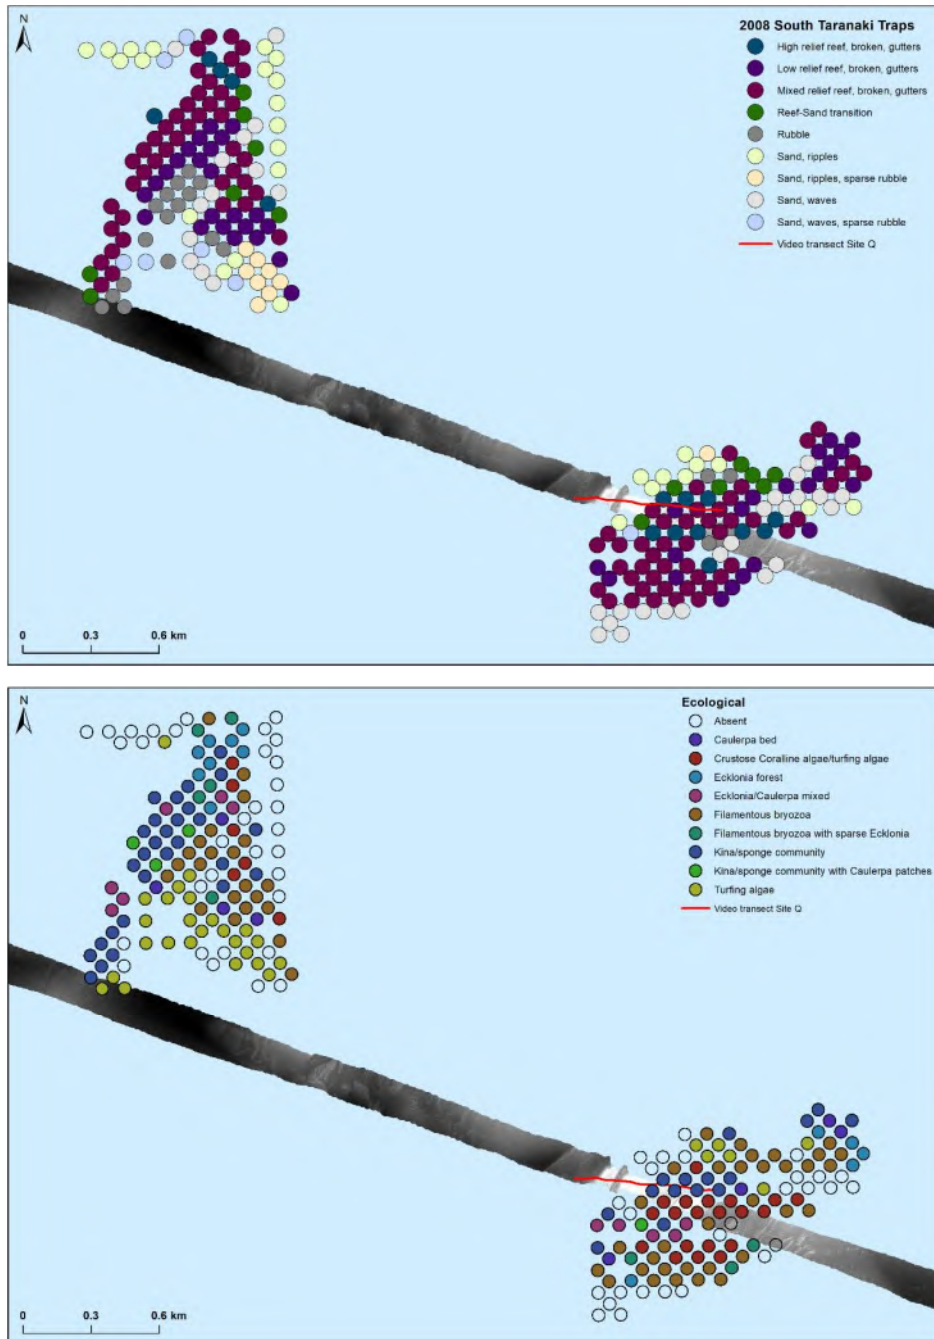 N
2008 South Taranaki Traps
High relief reef, broken, gutters
Low relief reef, broken, gutters
Mixed relief reef, broken, gutters
Reef-Sand transition
Rubble
Sand, ripples
Sand, ripples, sparse rubble
Sand, waves
Sand, waves, sparse rubble
Video transect Site Q
0 0.3 0.6 km
N
Ecological
Absent
Caulerpa bed
Crustose Coralline algae/turfing algae
Ecklonia forest
Ecklonia/Caulerpa mixed
Filamentous bryozoa
Filamentous bryozoa with sparse Ecklonia
Kina/sponge community
Kina/sponge community with Caulerpa patches
Turfing algae
Video transect Site Q
0 0.3 0.6 km